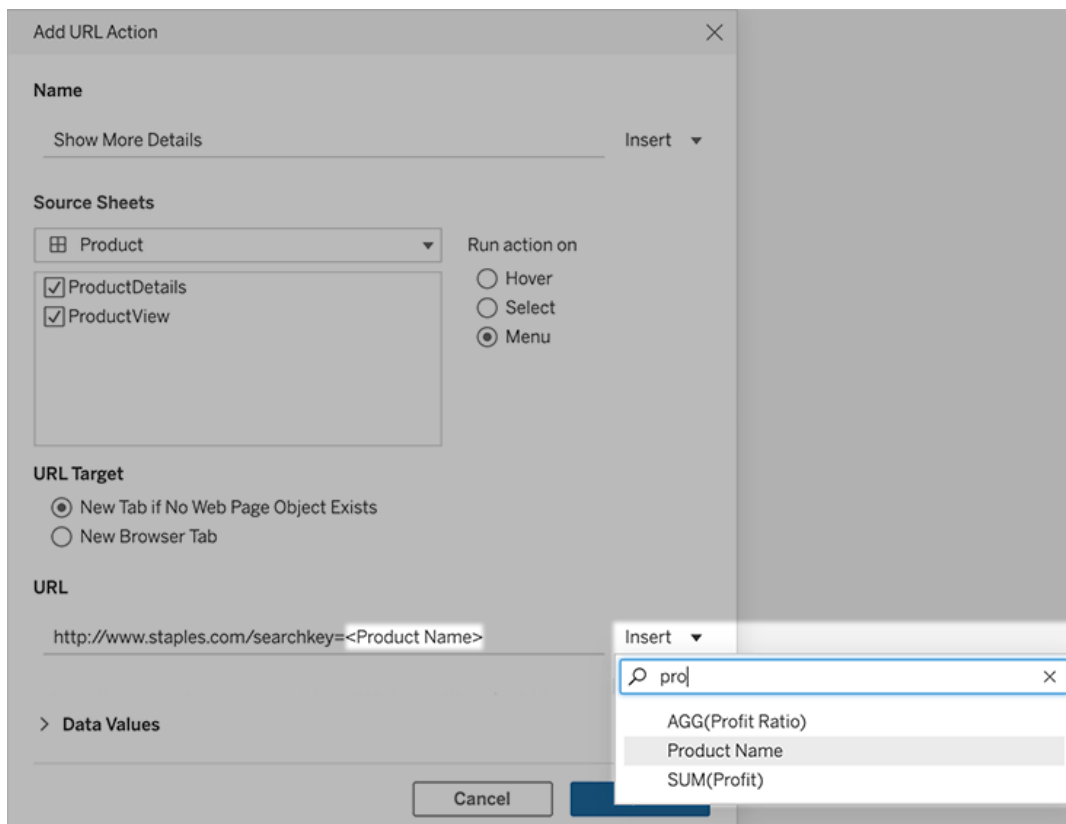 Add URL Action
Name
Show More Details
Insert
Source Sheets
Product
Run action on
ProductDetails
Hover
ProductView
Select
Menu
URL Target
New Tab if No Web Page Object Exists
New Browser Tab
URL
http://www.staples.com/searchkey=<Product Name>
Insert
pro
Data Values
AGG(Profit Ratio)
Product Name
SUM(Profit)
Cancel